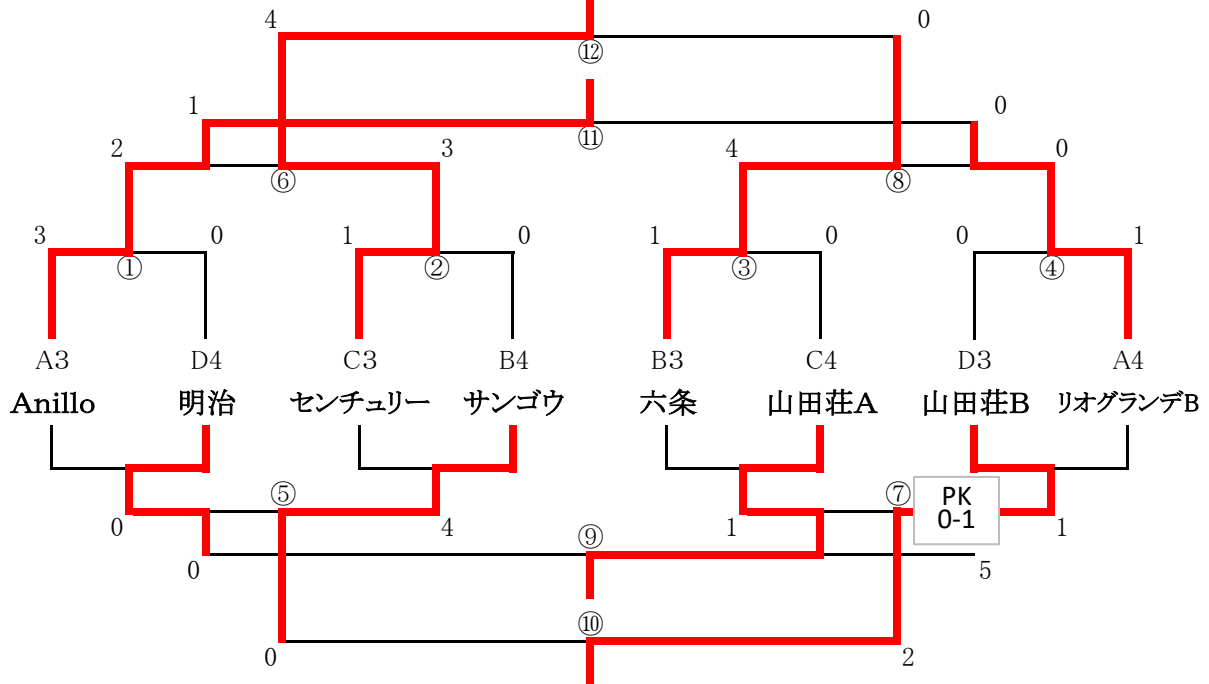 4 0
⑫
1 0
⑪
2 3 4 0
⑥ ⑧
3 0 1 0 1 0 0 1
① ② ③ ④
A3 D4 C3 B4 B3 C4 D3 A4
Anillo 明治 センチュリー サンゴウ 六条 山田荘A 山田荘B リオグランデB
⑤ ⑦ PK
0-1
0 4 1 1
⑨
0 5
⑩
0 2